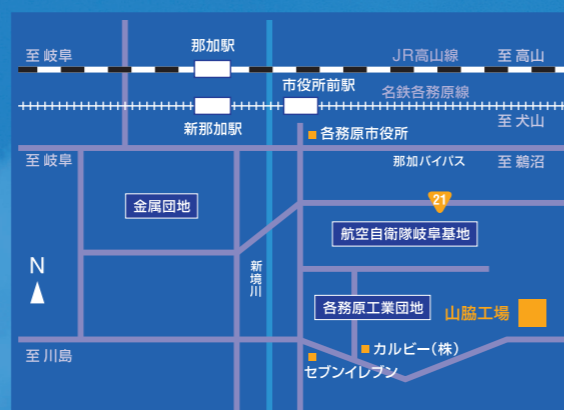 那加駅
至 岐阜
JR高山線
至 高山
市役所前駅
名鉄各務原線
新那加駅
至 犬山
各務原市役所
至 岐阜
那加バイパス
至 鵜沼
21
金属団地
航空自衛隊岐阜基地
N
新境川
各務原工業団地
山脇工場
カルビー(株)
至 川島
セブンイレブン